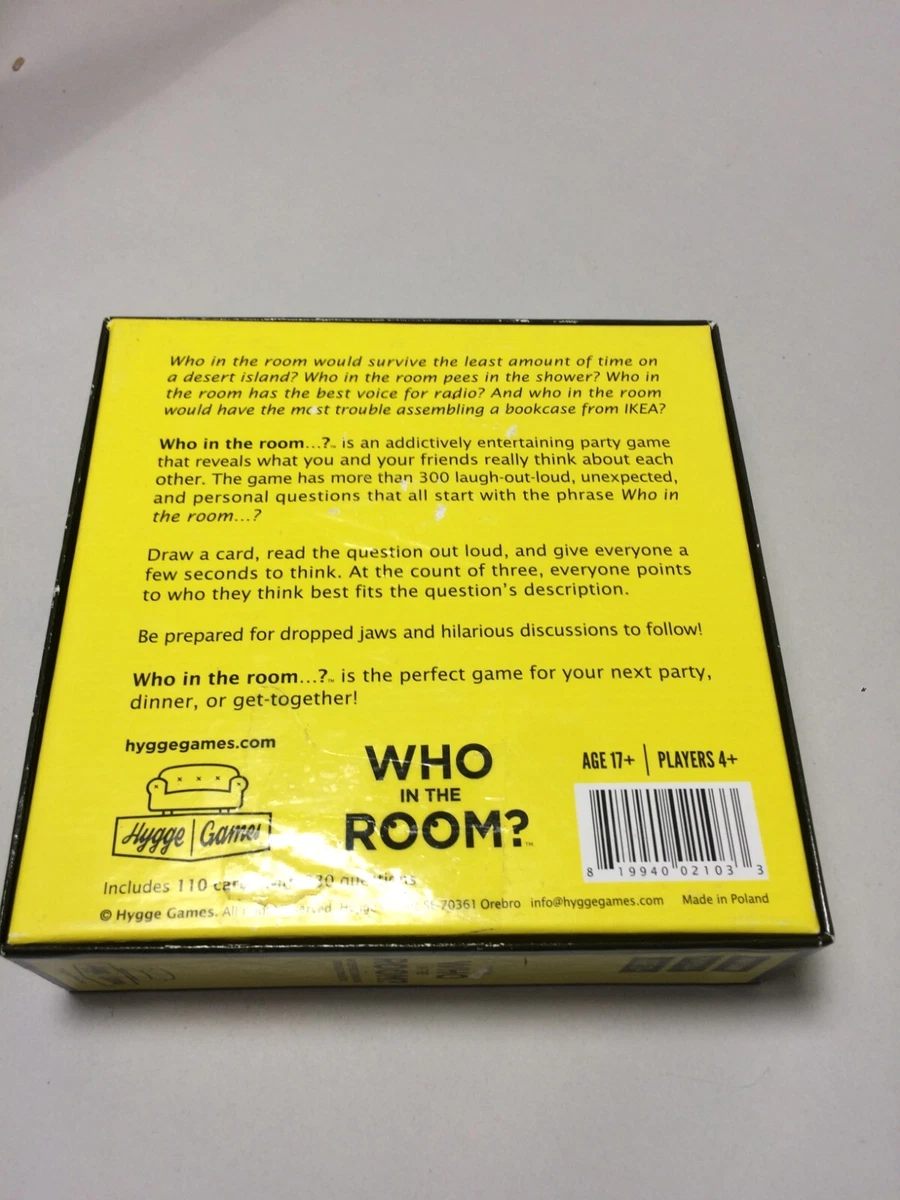 Who in the room would survive the least amount of time on
a desert island? Who in the room pees in the shower? Who in
the room has the best voice for radio? And who in the room
would have the most trouble assembling a bookcase from IKEA?
Who in the room...?™ is an addictively entertaining party game
that reveals what you and your friends really think about each
other. The game has more than 300 laugh-out-loud, unexpected,
and personal questions that all start with the phrase Who in
the room...?
Draw a card, read the question out loud, and give everyone a
few seconds to think. At the count of three, everyone points
to who they think best fits the question's description.
Be prepared for dropped jaws and hilarious discussions to follow!
Who in the room...?™ is the perfect game for your next party,
dinner, or get-together!
hyggegames.com
Hygge | Games
WHO
IN THE
ROOM?™
AGE 17+ | PLAYERS 4+
8 19940 02103 3
Includes 110 questions
© Hygge Games. All SE-70361 Orebro info@hyggegames.com Made in Poland
WHO
IN THE
ROOM?